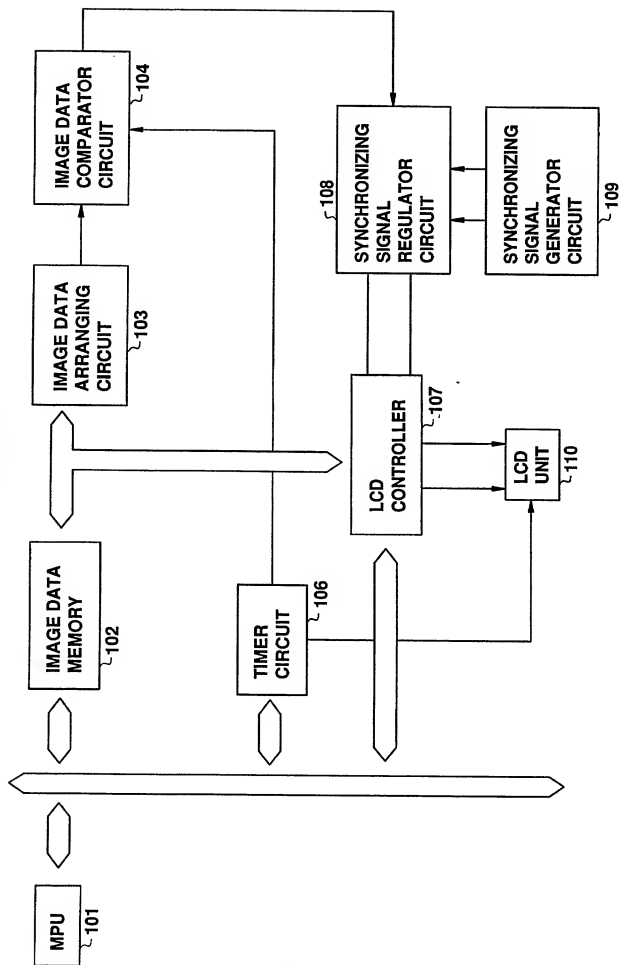 MPU
101
IMAGE DATA
MEMORY
102
IMAGE DATA
ARRANGING
CIRCUIT
103
IMAGE DATA
COMPARATOR
CIRCUIT
104
TIMER
CIRCUIT
106
LCD
CONTROLLER
107
108
SYNCHRONIZING
SIGNAL
REGULATOR
CIRCUIT
SYNCHRONIZING
SIGNAL
GENERATOR
CIRCUIT
109
LCD
UNIT
110